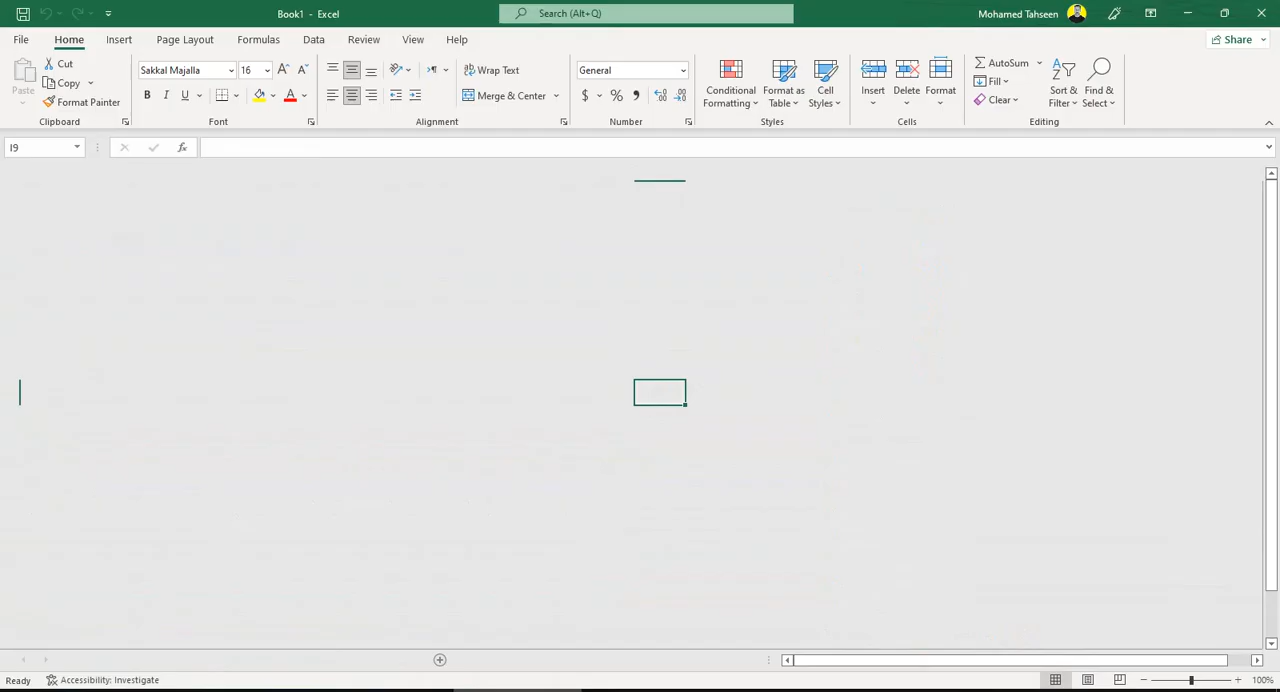 Book1 - Excel
Search (Alt+Q)
Mohamed Tahseen
File Home Insert Page Layout Formulas Data Review View Help
Share
Paste
Cut
Copy
Format Painter
Clipboard
Sakkal Majalla 16
B I U A
Font
Wrap Text
Merge & Center
Alignment
General
$ % 9
Number
Conditional Formatting
Format as Table
Cell Styles
Styles
Insert Delete Format
Cells
AutoSum
Fill
Clear
Sort & Filter
Find & Select
Editing
I9
fx
Ready
Accessibility: Investigate
100%